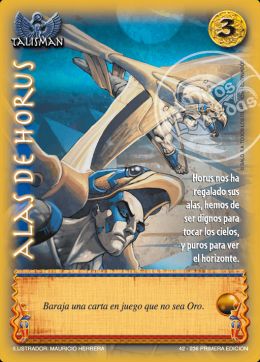 TALISMAN
3
ALAS DE HORUS
Horus nos ha
regalado sus
alas, hemos de
ser dignos para
tocar los cielos,
y puros para ver
el horizonte.
Baraja una carta en juego que no sea Oro.
ILUSTRADOR: MAURICIO HERRERA
42 - 236 PRIMERA EDICIÓN